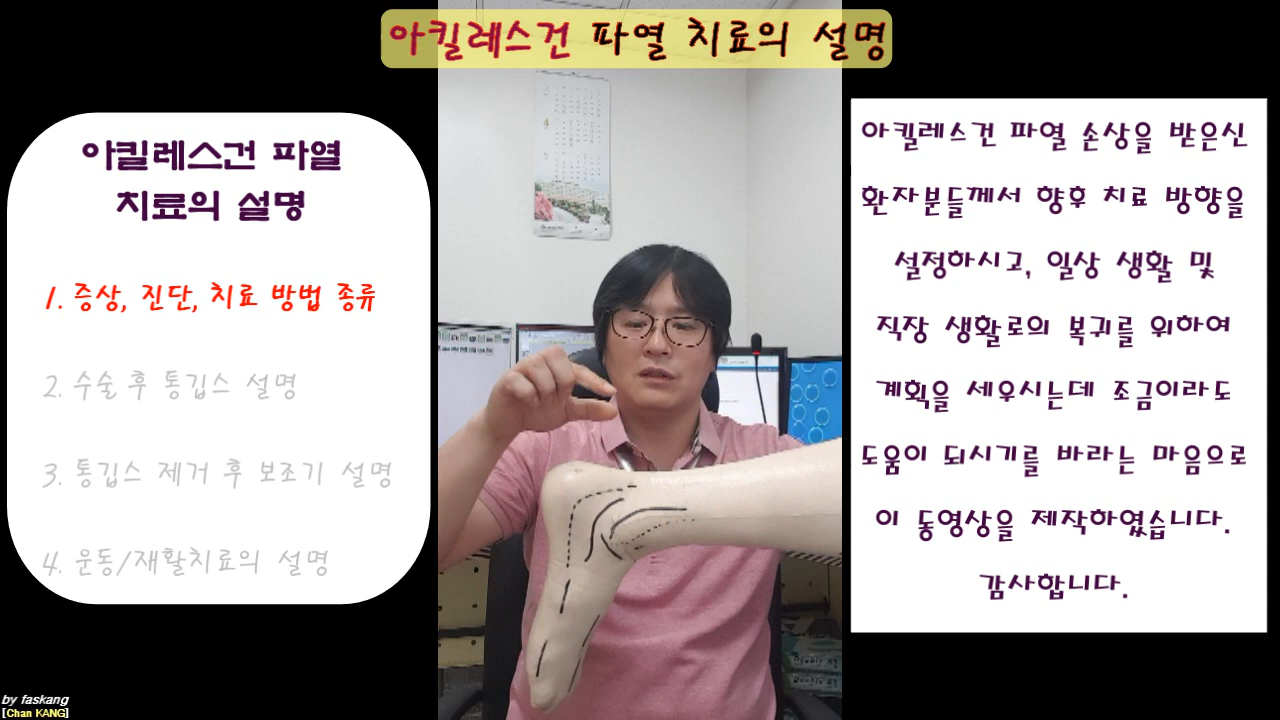 아킬레스건 파열 치료의 설명
아킬레스건 파열
치료의 설명
1. 증상, 진단, 치료 방법 종류
2. 수술 후 통깁스 설명
3. 통깁스 제거 후 보조기 설명
4. 운동/재활치료의 설명
아킬레스건 파열 손상을 받은신
환자분들께서 향후 치료 방향을
설정하시고, 일상 생활 및
직장 생활로의 복귀를 위하여
계획을 세우시는데 조금이라도
도움이 되시기를 바라는 마음으로
이 동영상을 제작하였습니다.
감사합니다.
by faskang
[Chan KANG]